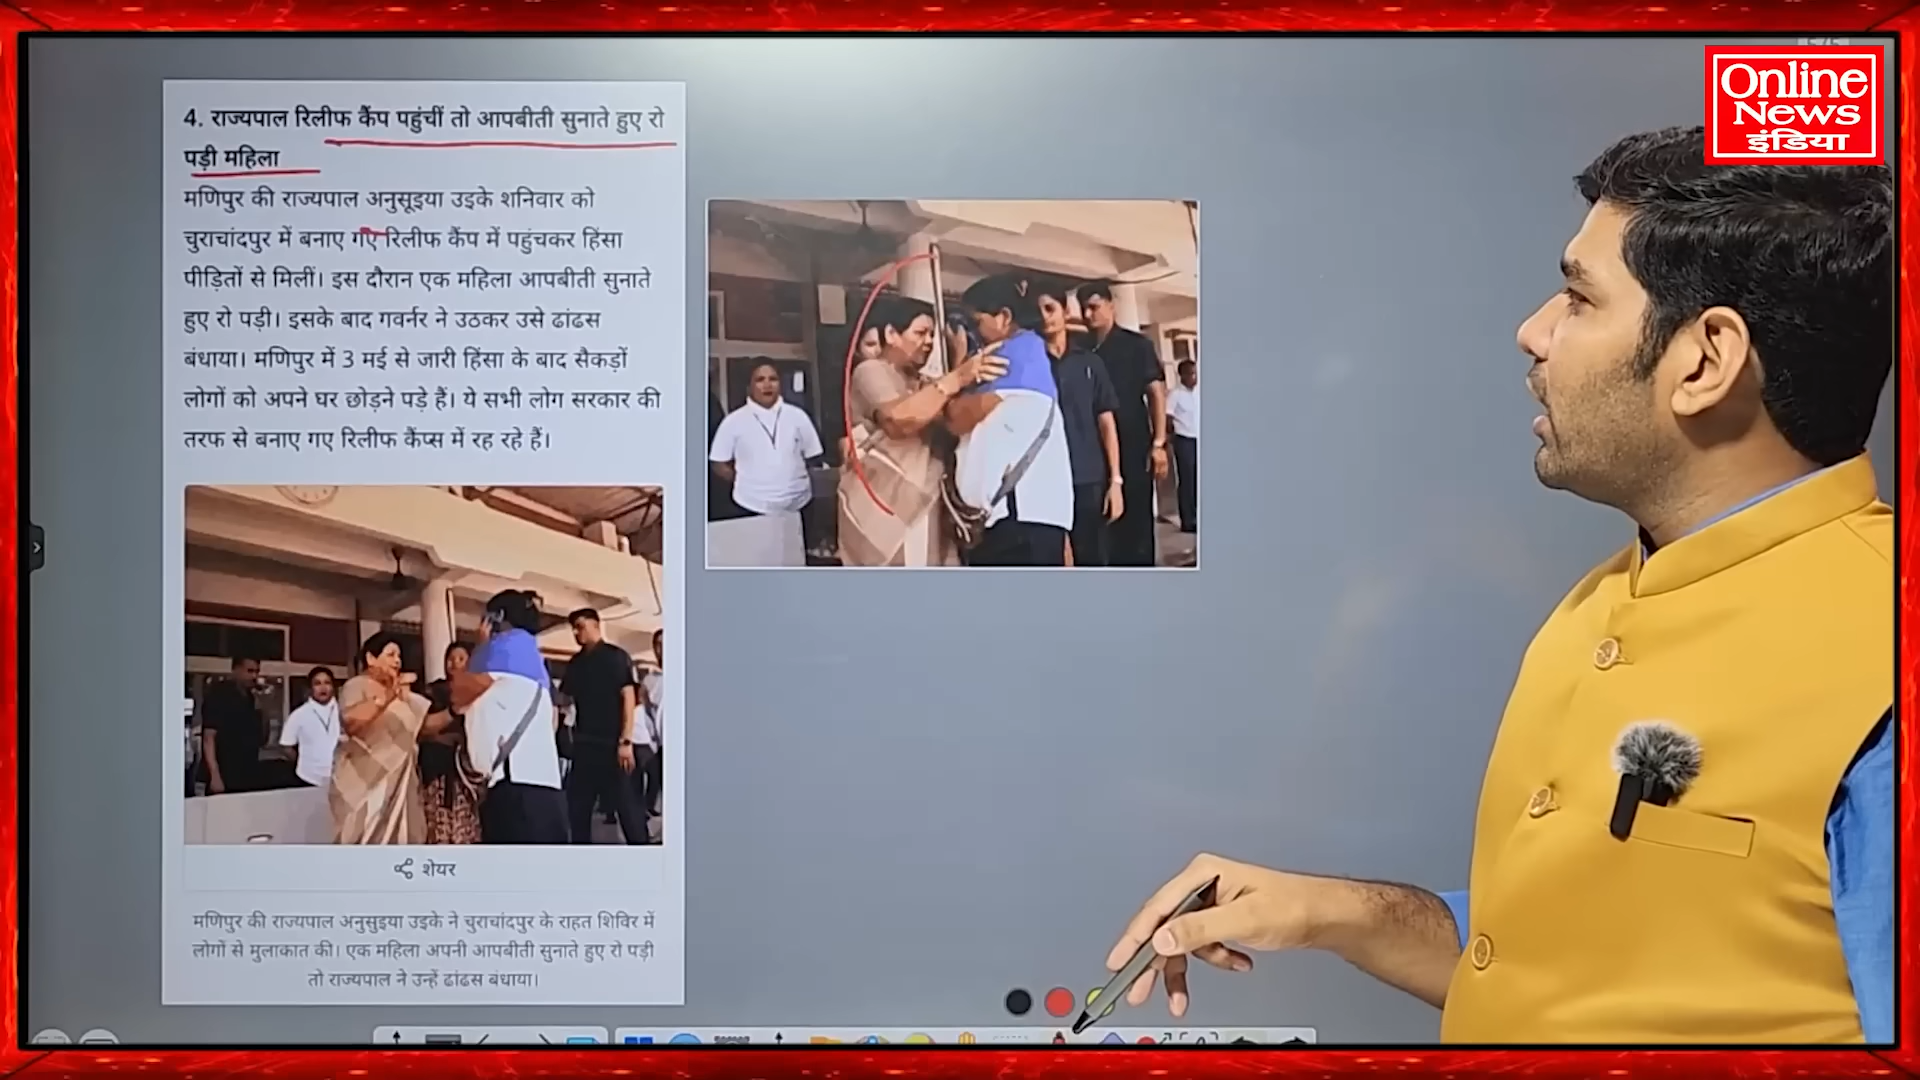 Online
News
इंडिया
4. राज्यपाल रिलीफ कैंप पहुंचीं तो आपबीती सुनाते हुए रो
पड़ी महिला
मणिपुर की राज्यपाल अनुसूइया उइके शनिवार को
चुराचांदपुर में बनाए गए रिलीफ कैंप में पहुंचकर हिंसा
पीड़ितों से मिलीं। इस दौरान एक महिला आपबीती सुनाते
हुए रो पड़ी। इसके बाद गवर्नर ने उठकर उसे ढांढस
बंधाया। मणिपुर में 3 मई से जारी हिंसा के बाद सैकड़ों
लोगों को अपने घर छोड़ने पड़े हैं। ये सभी लोग सरकार की
तरफ से बनाए गए रिलीफ कैंप्स में रह रहे हैं।
शेयर
मणिपुर की राज्यपाल अनुसुइया उइके ने चुराचांदपुर के राहत शिविर में
लोगों से मुलाकात की। एक महिला अपनी आपबीती सुनाते हुए रो पड़ी
तो राज्यपाल ने उन्हें ढांढस बंधाया।